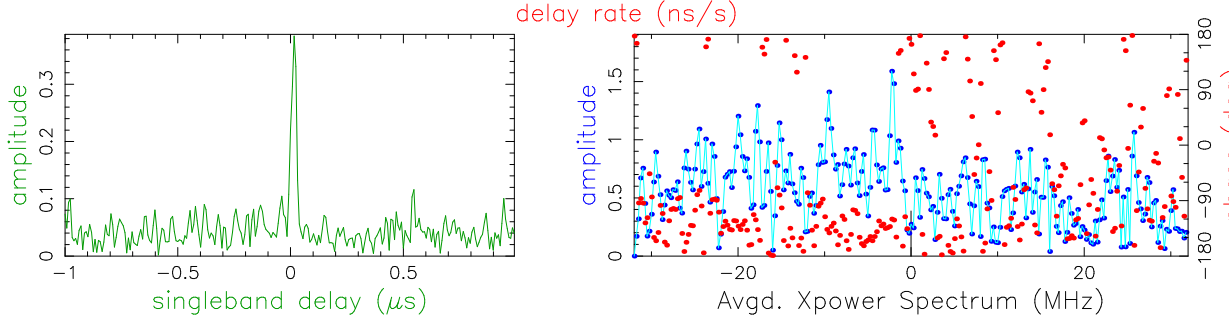 delay rate (ns/s)
amplitude
0 0.1 0.2 0.3
−1 −0.5 0 0.5
singleband delay (μs)
amplitude
0 0.5 1 1.5
−20 0 20
Avgd. Xpower Spectrum (MHz)
−180 −90 0 90 180